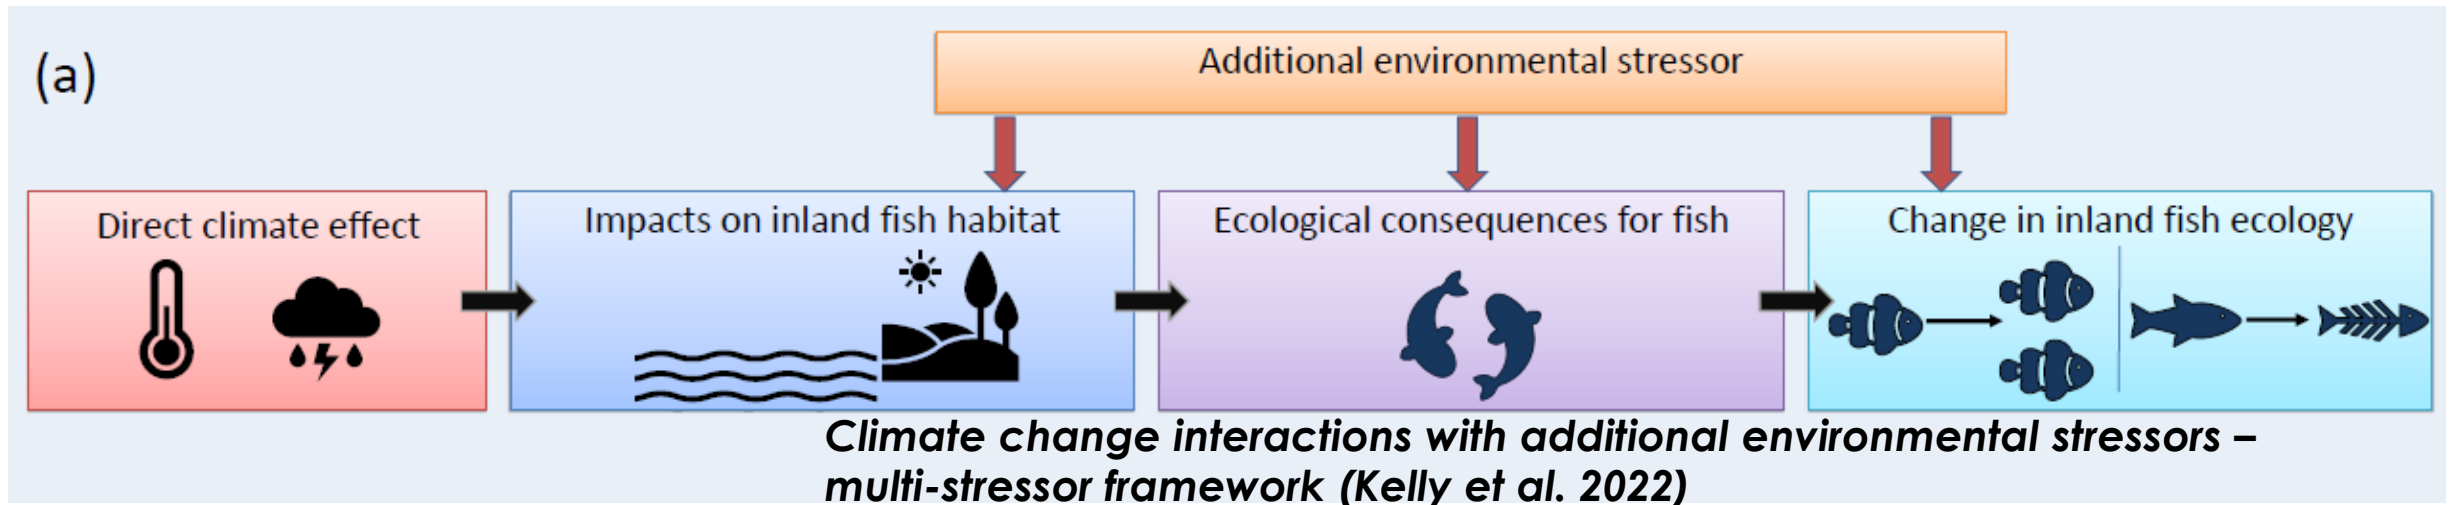 (a)
Additional environmental stressor
Direct climate effect
Impacts on inland fish habitat
Ecological consequences for fish
Change in inland fish ecology
Climate change interactions with additional environmental stressors –
multi-stressor framework (Kelly et al. 2022)